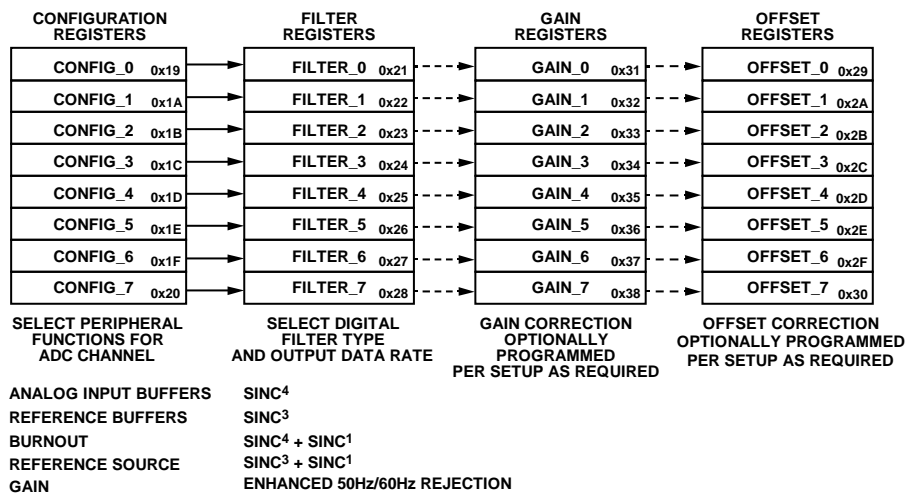 CONFIGURATION REGISTERS
FILTER REGISTERS
GAIN REGISTERS
OFFSET REGISTERS
CONFIG_0 0x19 FILTER_0 0x21 GAIN_0 0x31 OFFSET_0 0x29
CONFIG_1 0x1A FILTER_1 0x22 GAIN_1 0x32 OFFSET_1 0x2A
CONFIG_2 0x1B FILTER_2 0x23 GAIN_2 0x33 OFFSET_2 0x2B
CONFIG_3 0x1C FILTER_3 0x24 GAIN_3 0x34 OFFSET_3 0x2C
CONFIG_4 0x1D FILTER_4 0x25 GAIN_4 0x35 OFFSET_4 0x2D
CONFIG_5 0x1E FILTER_5 0x26 GAIN_5 0x36 OFFSET_5 0x2E
CONFIG_6 0x1F FILTER_6 0x27 GAIN_6 0x37 OFFSET_6 0x2F
CONFIG_7 0x20 FILTER_7 0x28 GAIN_7 0x38 OFFSET_7 0x30
SELECT PERIPHERAL
FUNCTIONS FOR
ADC CHANNEL
SELECT DIGITAL
FILTER TYPE
AND OUTPUT DATA RATE
GAIN CORRECTION
OPTIONALLY
PROGRAMMED
PER SETUP AS REQUIRED
OFFSET CORRECTION
OPTIONALLY PROGRAMMED
PER SETUP AS REQUIRED
ANALOG INPUT BUFFERS SINC4
REFERENCE BUFFERS SINC3
BURNOUT SINC4 + SINC1
REFERENCE SOURCE SINC3 + SINC1
GAIN ENHANCED 50Hz/60Hz REJECTION